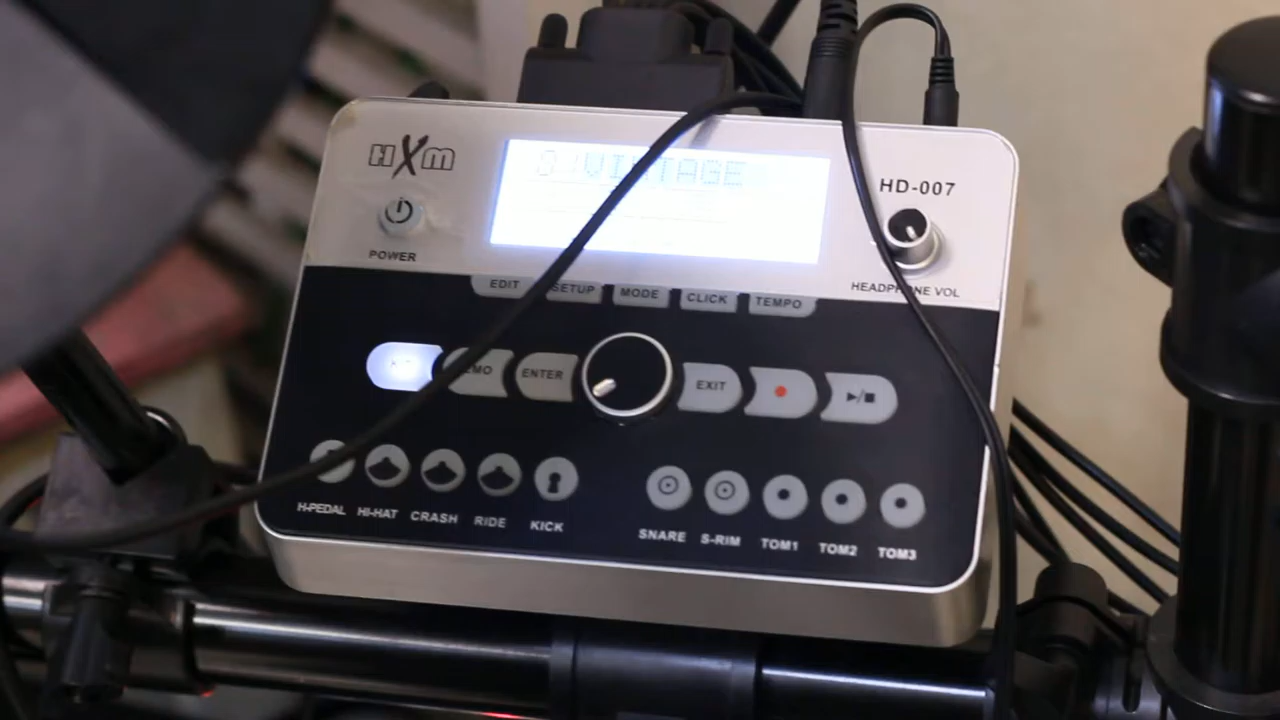 HXM
VINTAGE
HD-007
POWER
HEADPHONE VOL
EDIT SETUP MODE CLICK TEMPO
ENTER EXIT
H-PEDAL HI-HAT CRASH RIDE KICK SNARE S-RIM TOM1 TOM2 TOM3